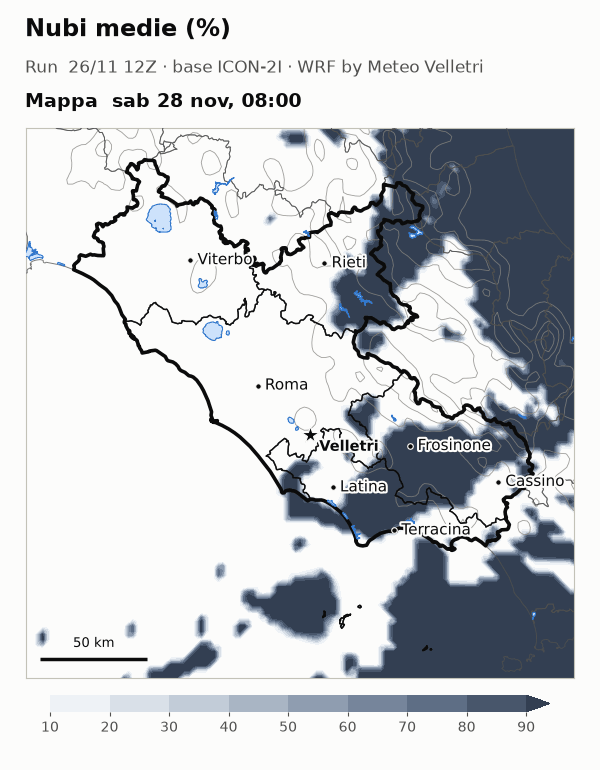 Nubi medie (%)
Run  26/11 12Z · base ICON-2I · WRF by Meteo Velletri
Mappa  sab 28 nov, 08:00
Viterbo
Rieti
Roma
Velletri
Frosinone
Latina
Cassino
Terracina
50 km
10 20 30 40 50 60 70 80 90